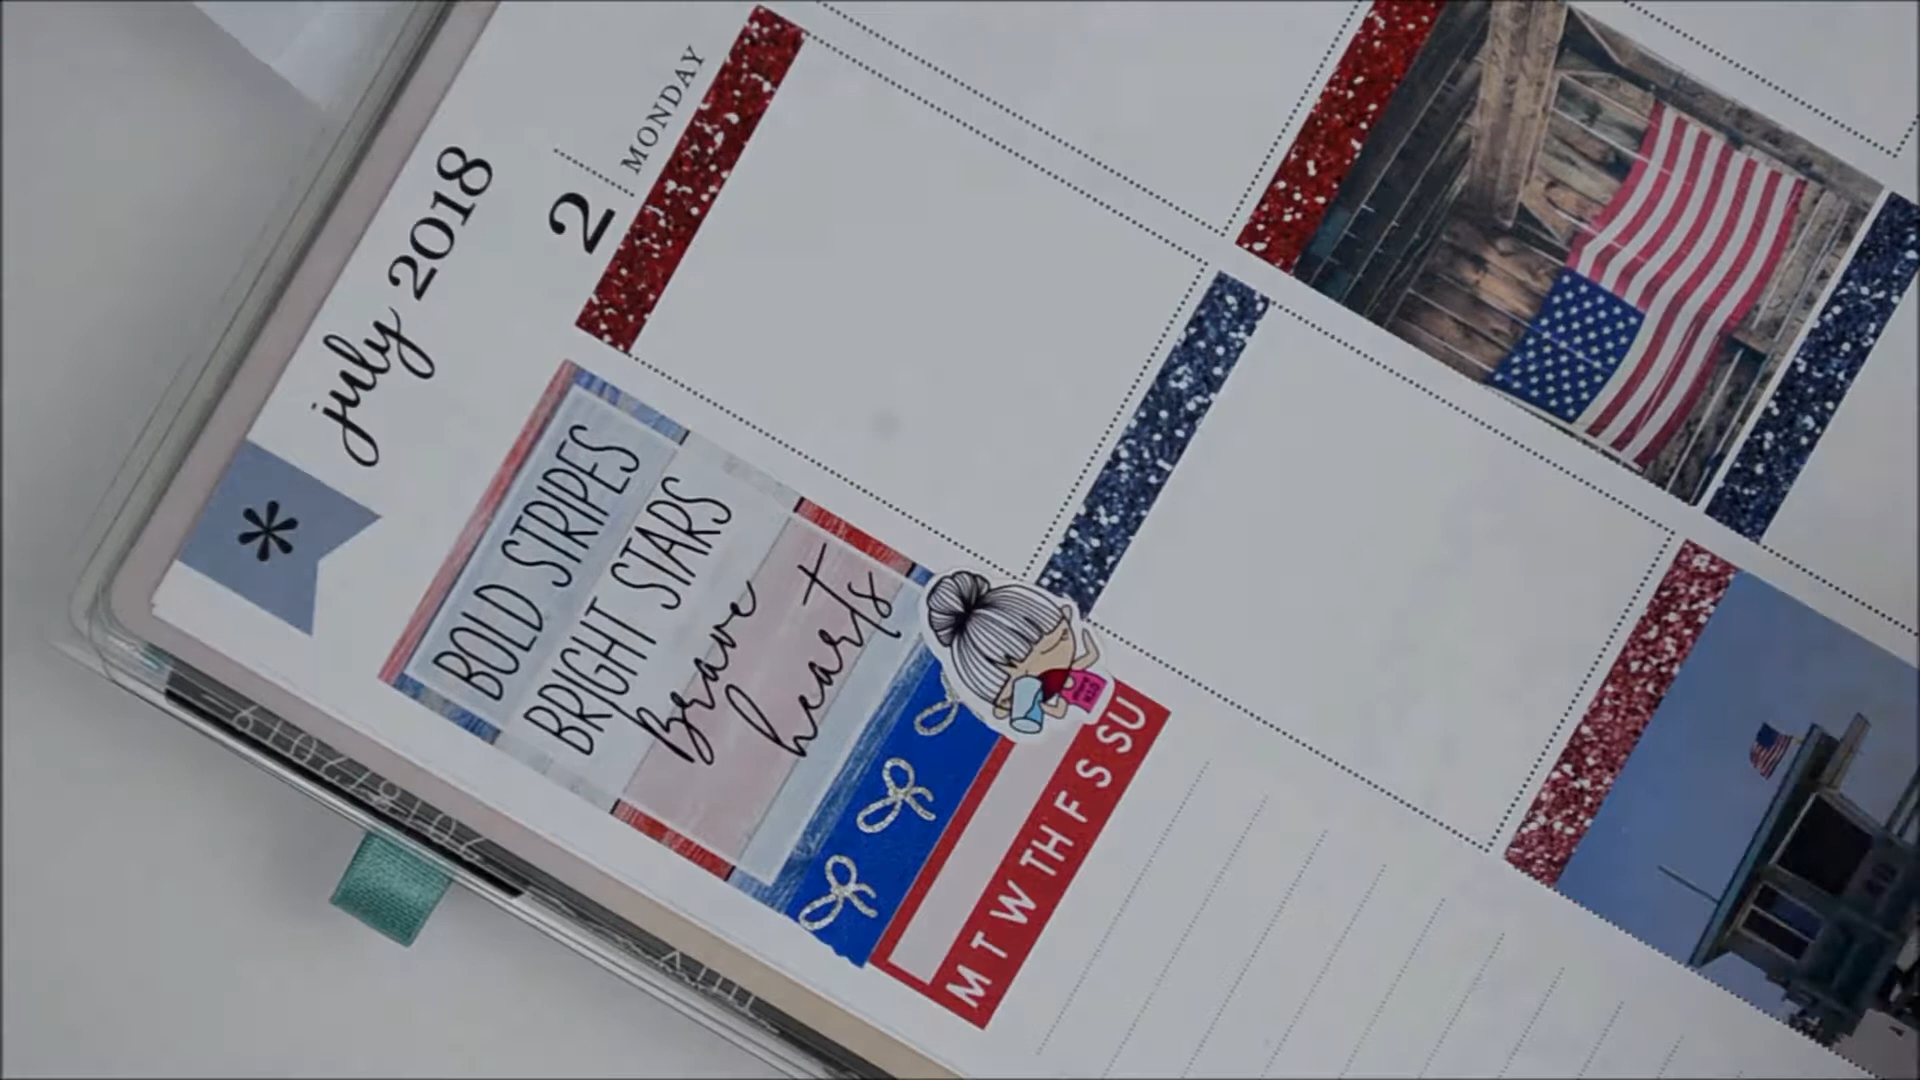 july 2018
2
MONDAY
*
BOLD STRIPES
BRIGHT STARS
Brave
hearts
M T W TH F S SU